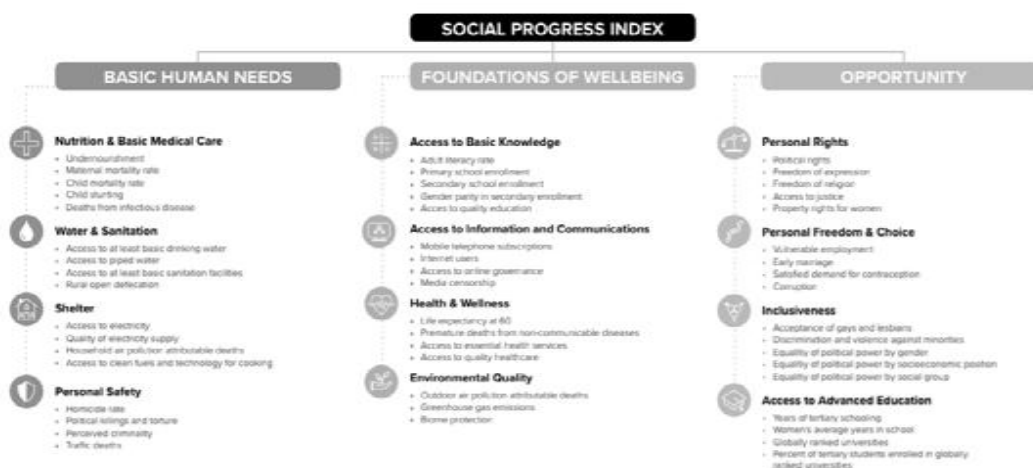 SOCIAL PROGRESS INDEX
BASIC HUMAN NEEDS
Nutrition & Basic Medical Care
Undernourishment
Maternal mortality rate
Child mortality rate
Child stunting
Deaths from infectious disease
Water & Sanitation
Access to at least basic drinking water
Access to piped water
Access to at least basic sanitation facilities
Rural open defecation
Shelter
Access to electricity
Quality of electricity supply
Household air pollution attributable deaths
Access to clean fuels and technology for cooking
Personal Safety
Homicide rate
Political killings and torture
Perceived criminality
Traffic deaths
FOUNDATIONS OF WELLBEING
Access to Basic Knowledge
Adult literacy rate
Primary school enrollment
Secondary school enrollment
Gender parity in secondary enrollment
Acces to quality education
Access to Information and Communications
Mobile telephone subscriptions
Internet users
Access to online governance
Media censorship
Health & Wellness
Life expectancy at 60
Premature deaths from non-communicable diseases
Access to essential health services
Access to quality healthcare
Environmental Quality
Outdoor air pollution attributable deaths
Greenhouse gas emissions
Biome protection
OPPORTUNITY
Personal Rights
Political rights
Freedom of expression
Freedom of religion
Access to justice
Property rights for women
Personal Freedom & Choice
Vulnerable employment
Early marriage
Satisfied demand for contraception
Corruption
Inclusiveness
Acceptance of gays and lesbians
Discrimination and violence against minorities
Equality of political power by gender
Equality of political power by socioeconomic position
Equality of political power by social group
Access to Advanced Education
Years of tertiary schooling
Women's average years in school
Globally ranked universities
Percent of tertiary students enrolled in globally
ranked universities